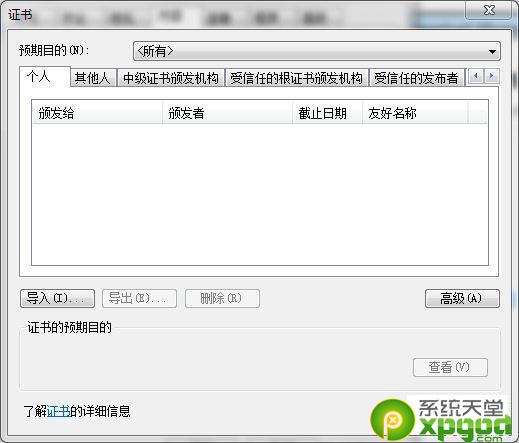 证书
预期目的(N): <所有>
个人 其他人 中级证书颁发机构 受信任的根证书颁发机构 受信任的发布者
颁发给 颁发者 截止日期 友好名称
导入(I)... 导出(E)... 删除(R) 高级(A)
证书的预期目的
查看(V)
了解证书的详细信息
系统天堂
xpgod
.com